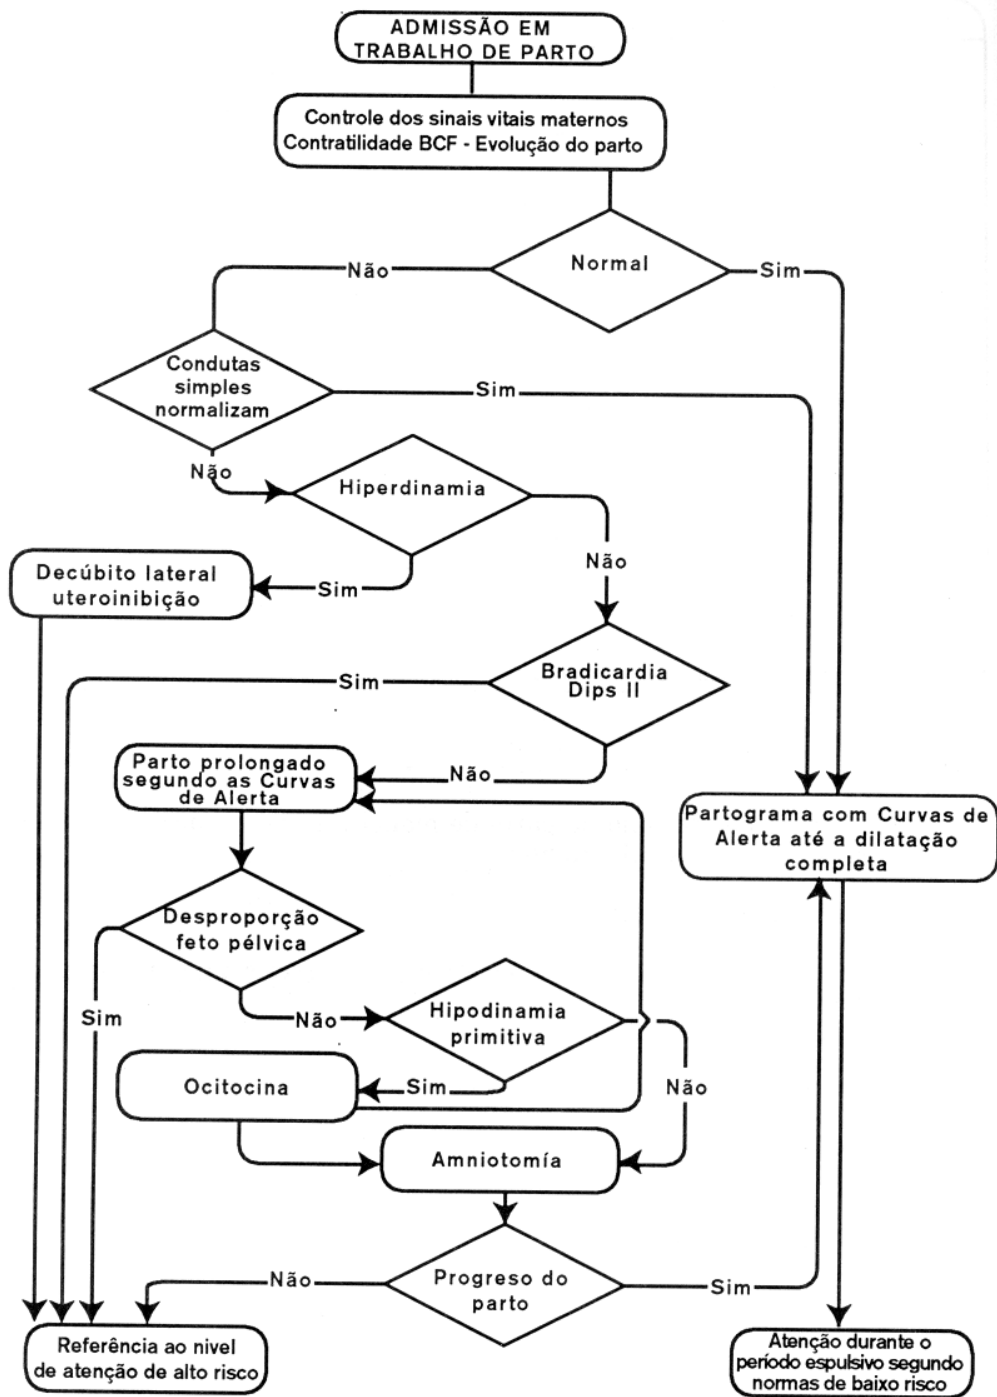 ADMISSÃO EM
TRABALHO DE PARTO
Controle dos sinais vitais maternos
Contratilidade BCF - Evolução do parto
Normal
Não
Sim
Condutas
simples
normalizam
Sim
Não
Hiperdinamia
Não
Sim
Decúbito lateral
uteroinibição
Bradicardia
Dips II
Sim
Não
Parto prolongado
segundo as Curvas
de Alerta
Partograma com Curvas de
Alerta até a dilatação
completa
Desproporção
feto pélvica
Sim
Não
Hipodinamia
primitiva
Sim
Não
Ocitocina
Amniotomía
Progreso do
parto
Não
Sim
Referência ao nivel
de atenção de alto risco
Atenção durante o
período espulsivo segundo
normas de baixo risco